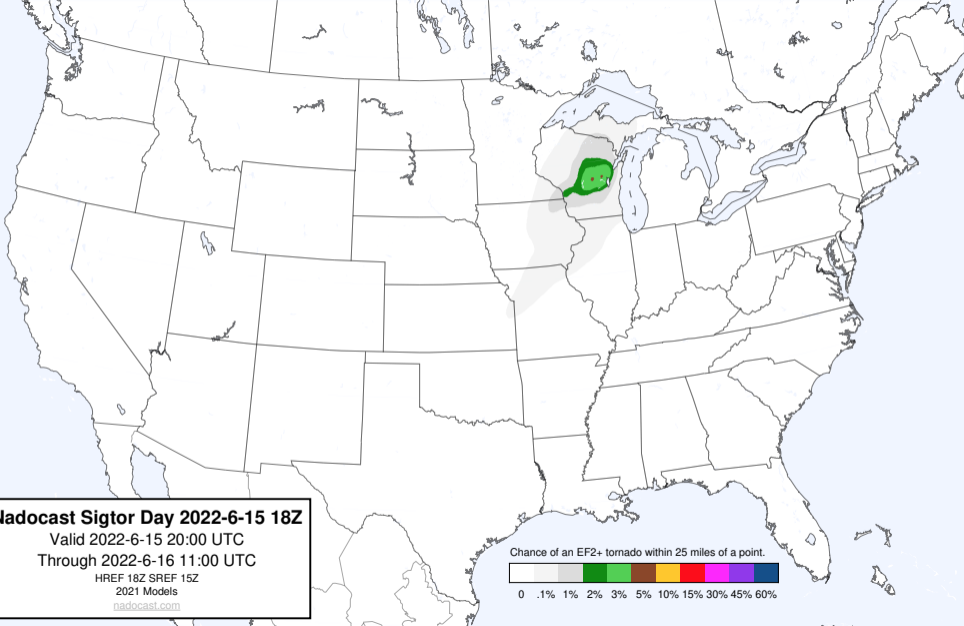 Nadocast Sigtor Day 2022-6-15 18Z
Valid 2022-6-15 20:00 UTC
Through 2022-6-16 11:00 UTC
HREF 18Z SREF 15Z
2021 Models
nadocast.com
Chance of an EF2+ tornado within 25 miles of a point.
0 .1% 1% 2% 3% 5% 10% 15% 30% 45% 60%